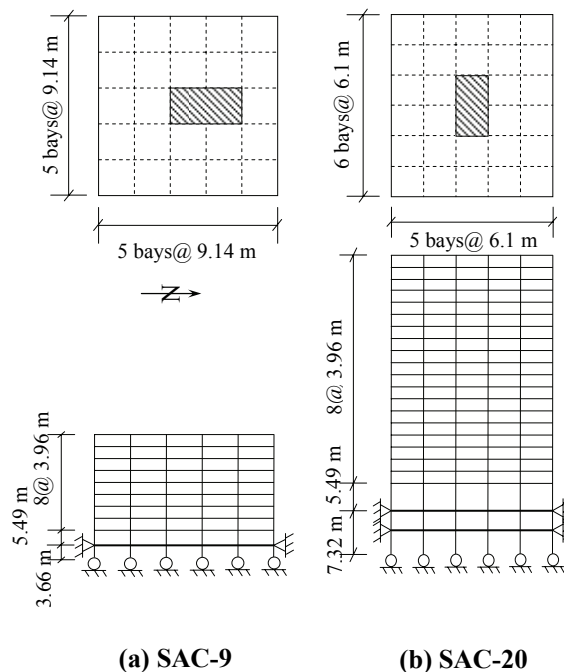 5 bays@ 9.14 m
5 bays@ 9.14 m
6 bays@ 6.1 m
5 bays@ 6.1 m
N
8@ 3.96 m
5.49 m
3.66 m
8@ 3.96 m
5.49 m
7.32 m
(a) SAC-9
(b) SAC-20